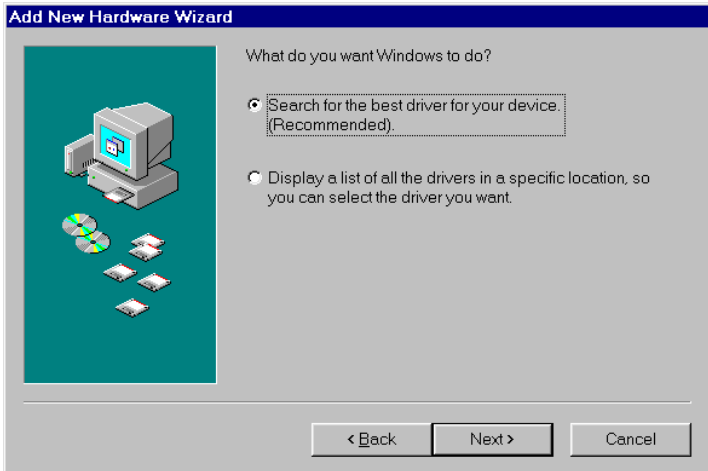 Add New Hardware Wizard
What do you want Windows to do?
Search for the best driver for your device.
(Recommended).
Display a list of all the drivers in a specific location, so
you can select the driver you want.
< Back
Next >
Cancel